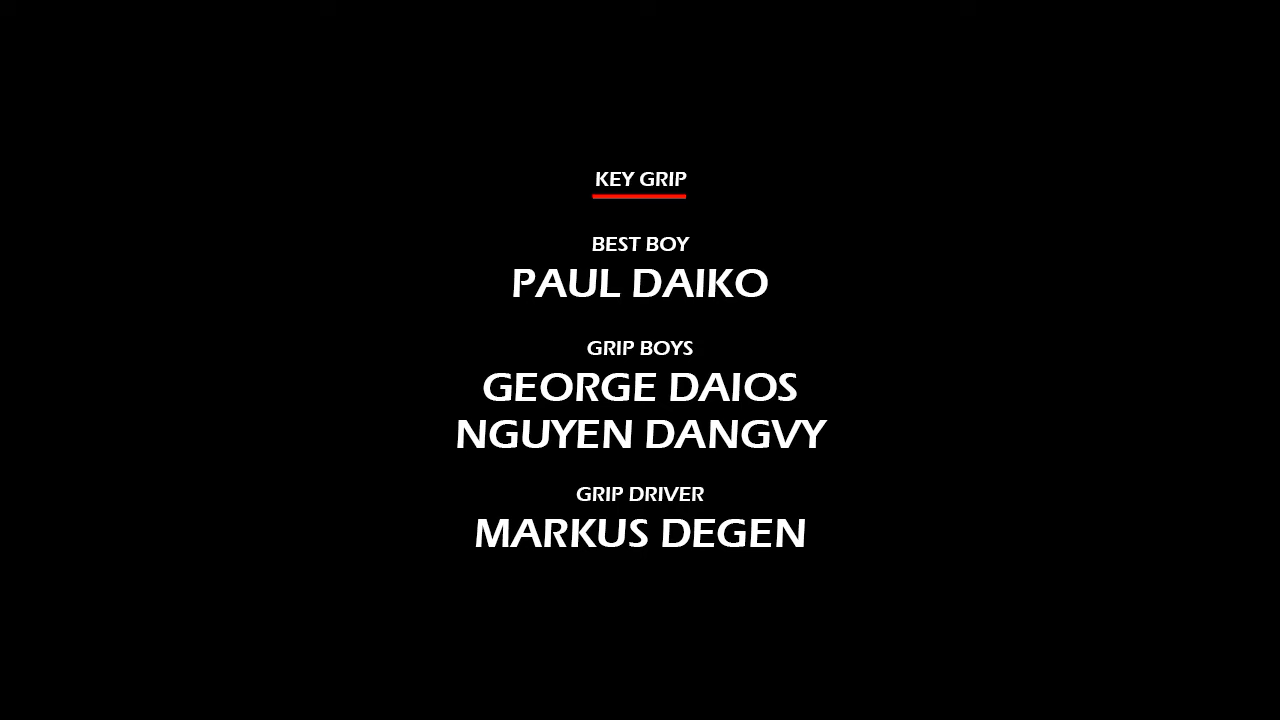 KEY GRIP
BEST BOY
PAUL DAIKO
GRIP BOYS
GEORGE DAIOS
NGUYEN DANGVY
GRIP DRIVER
MARKUS DEGEN